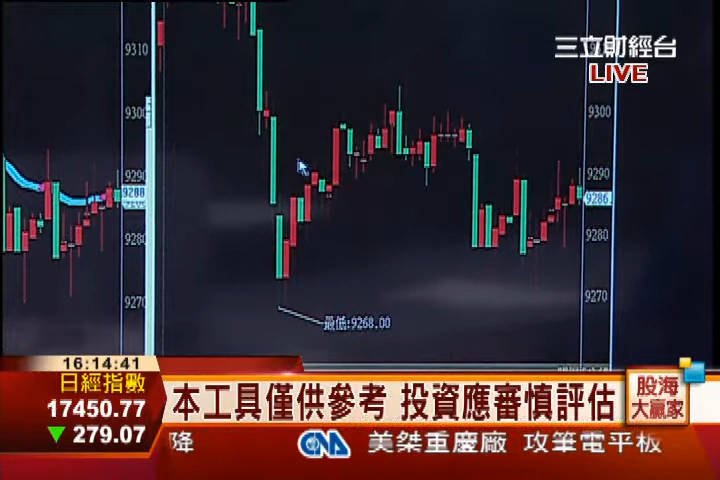 三立財經台
LIVE
9310
9300
9290
9288
9280
9270
9300
9290
9286
9280
9270
最低:9268.00
16:14:41
日經指數
17450.77
▼ 279.07
本工具僅供參考 投資應審慎評估
股海
大贏家
降 CNA 美桀重慶廠 攻筆電平板